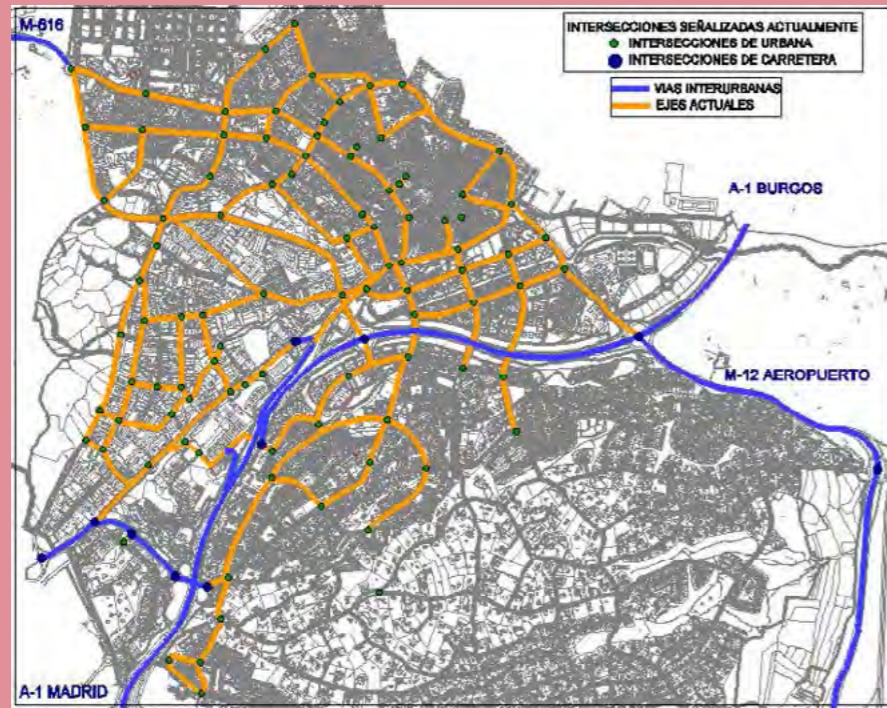 M-616
INTERSECCIONES SEÑALIZADAS ACTUALMENTE
INTERSECCIONES DE URBANA
INTERSECCIONES DE CARRETERA
VIAS INTERURBANAS
EJES ACTUALES
A-1 BURGOS
M-12 AEROPUERTO
A-1 MADRID